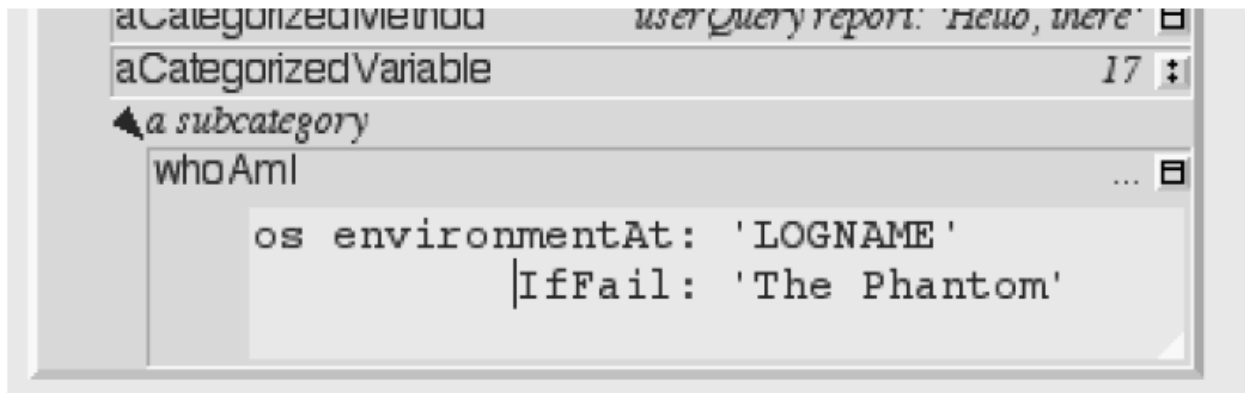 aCategorizedMethod userQuery report: 'Hello, there'
aCategorizedVariable 17
a subcategory
whoAmI ...
os environmentAt: 'LOGNAME'
IfFail: 'The Phantom'